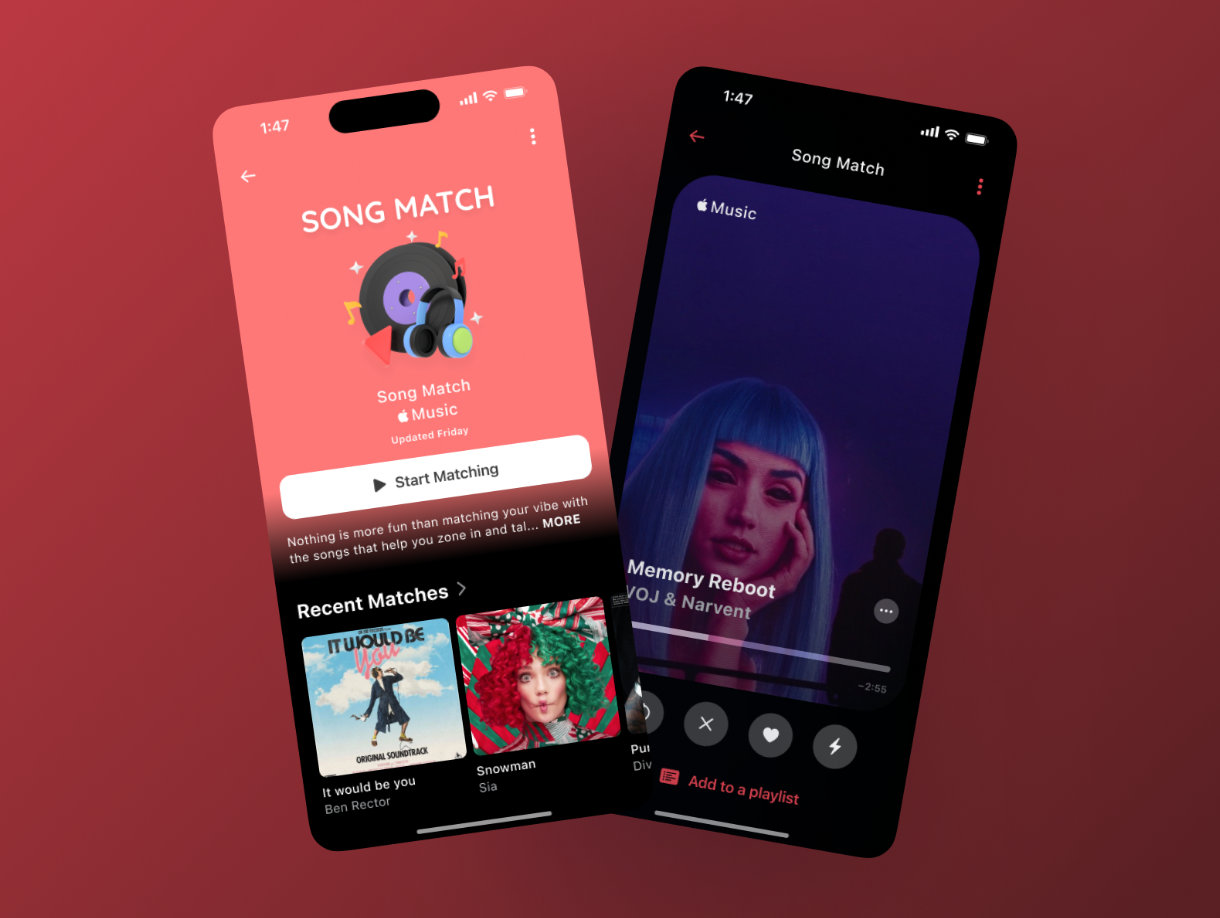 1:47
SONG MATCH
Song Match
Music
Updated Friday
Start Matching
Nothing is more fun than matching your vibe with
the songs that help you zone in and tal... MORE
Recent Matches
IT WOULD BE
You
ORIGINAL SOUNDTRACK
It would be you
Ben Rector
Snowman
Sia
Pur
Div
1:47
Song Match
Music
Memory Reboot
VOJ & Narvent
-2:55
Add to a playlist